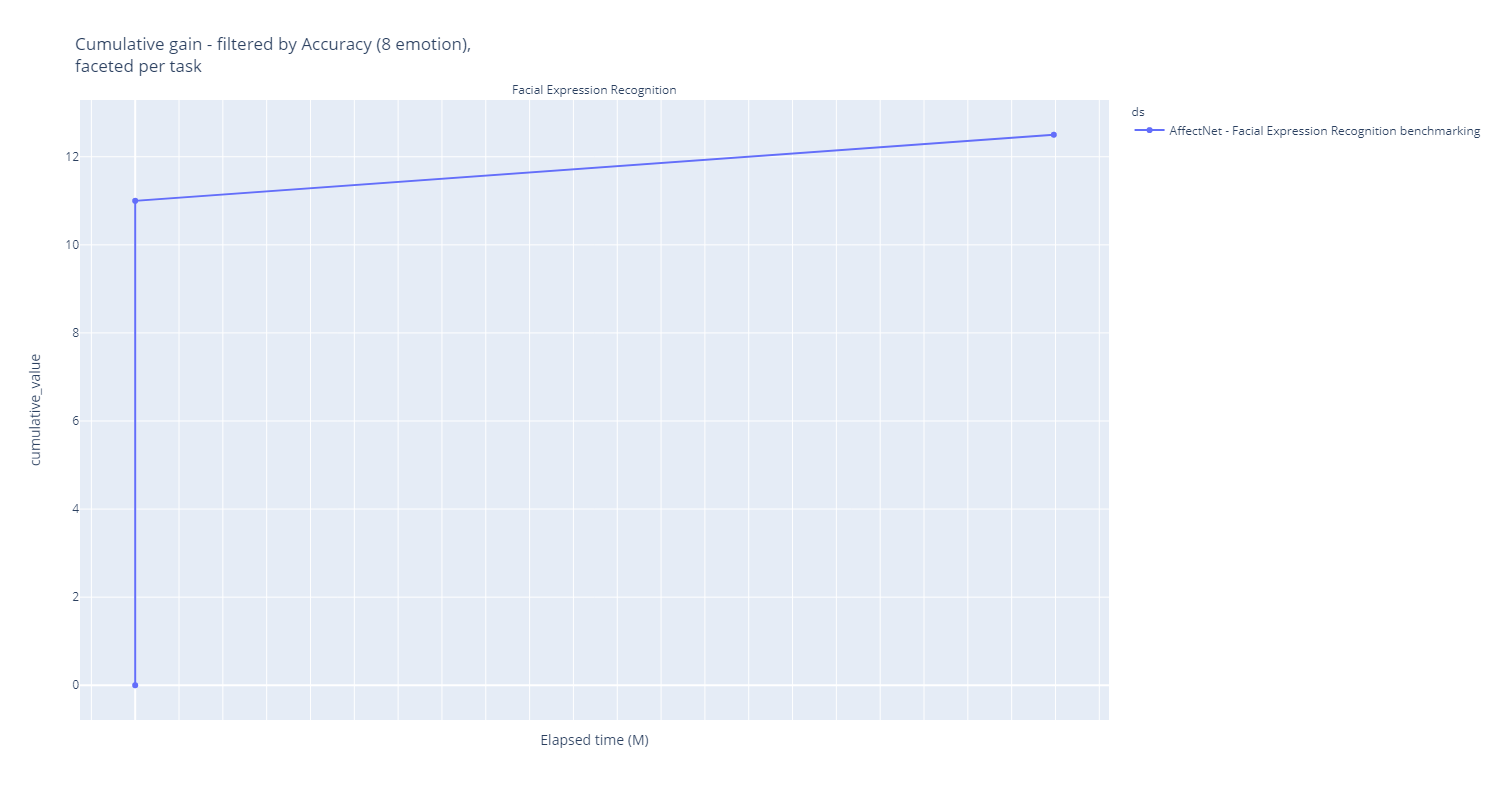 Cumulative gain - filtered by Accuracy (8 emotion),
faceted per task
Facial Expression Recognition
ds
AffectNet - Facial Expression Recognition benchmarking
12
10
8
6
4
2
0
cumulative_value
Elapsed time (M)